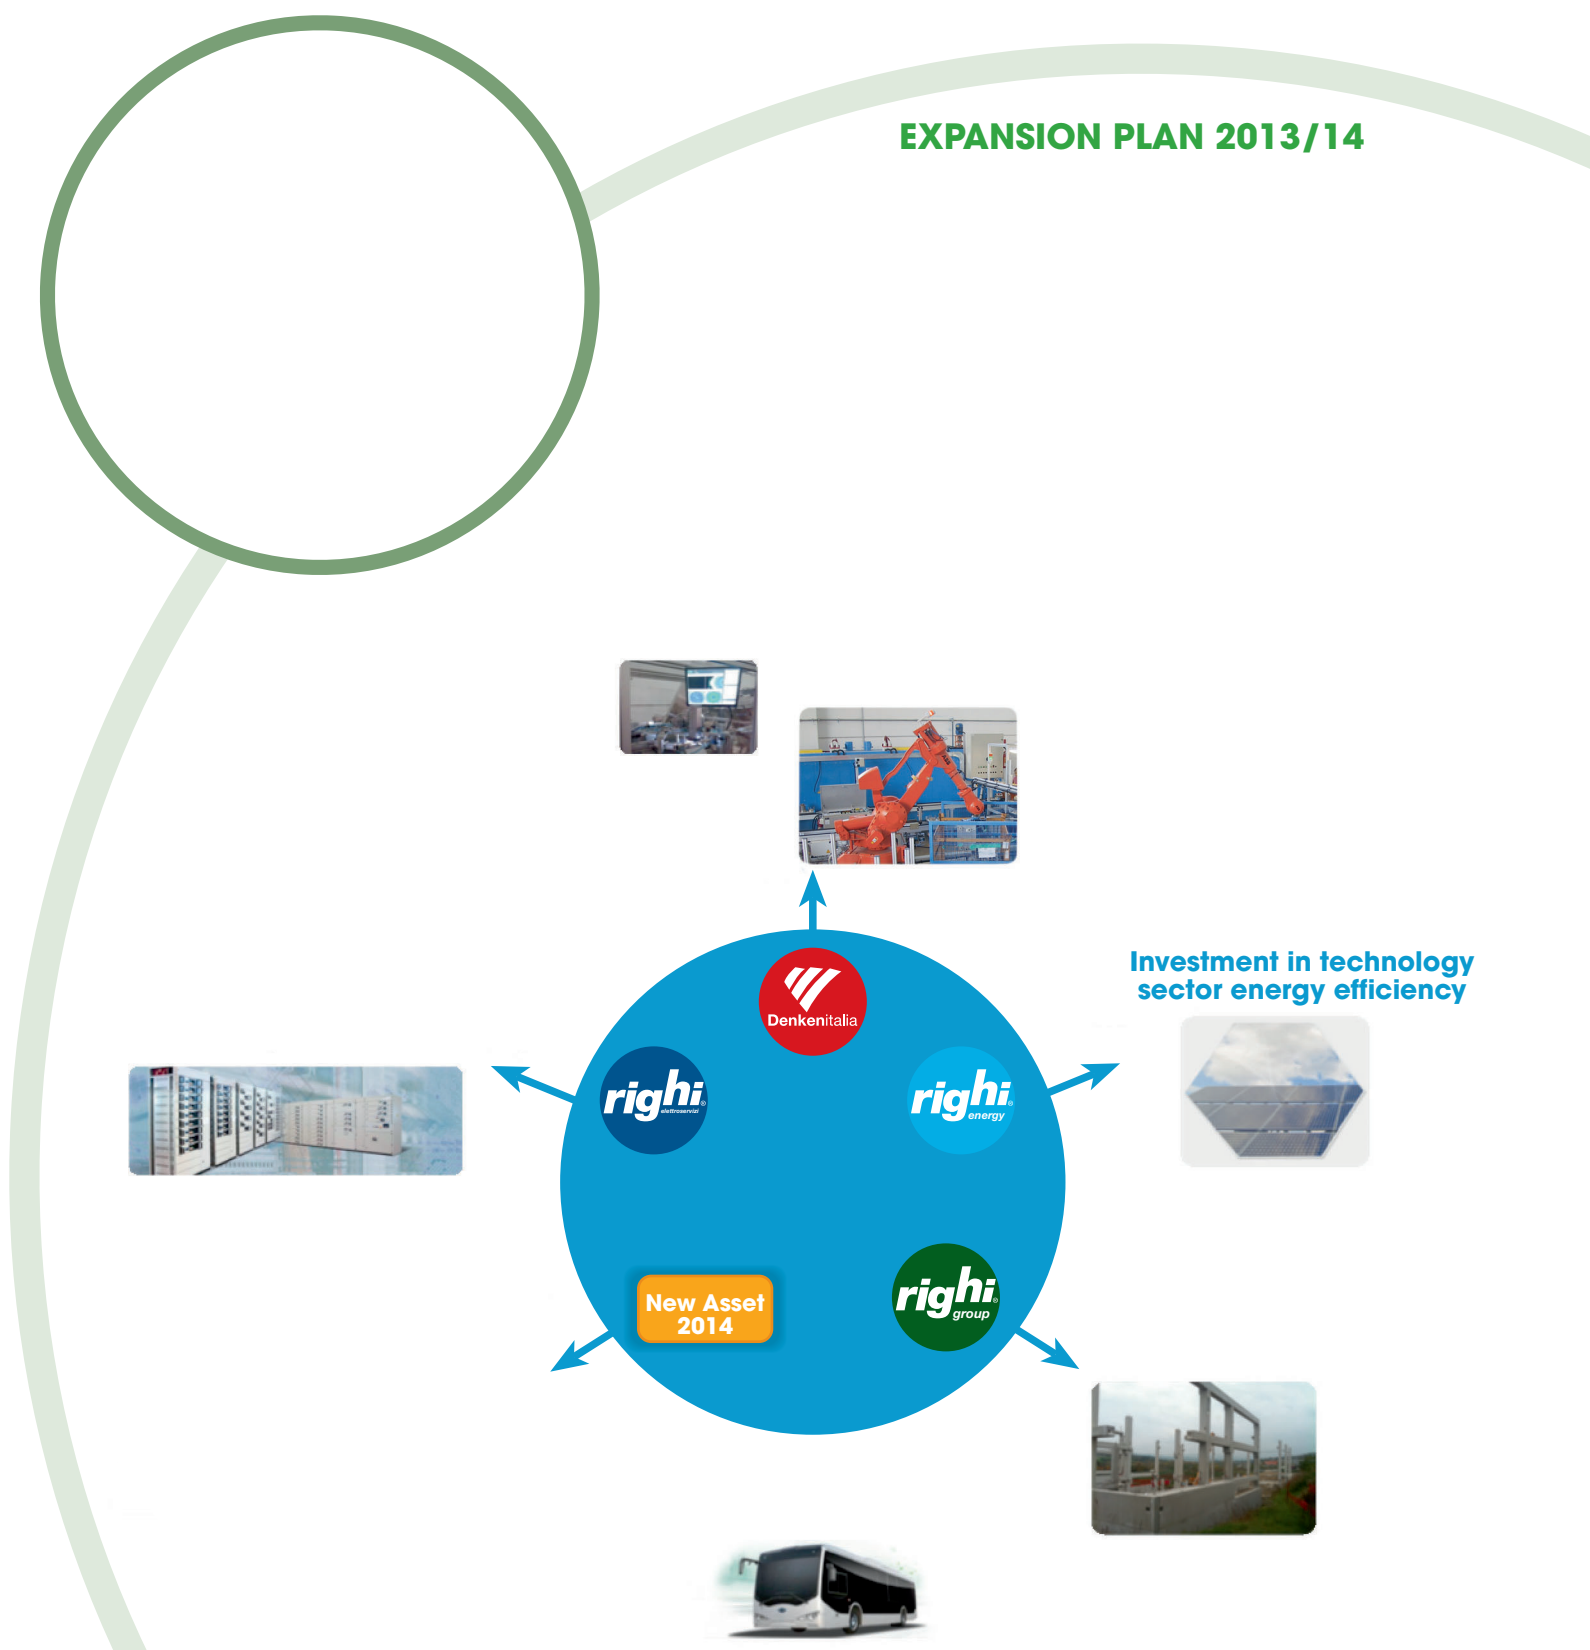 EXPANSION PLAN 2013/14
Investment in technology
sector energy efficiency
Denkenitalia
righi®
elettroservizi
righi®
energy
New Asset
2014
righi®
group